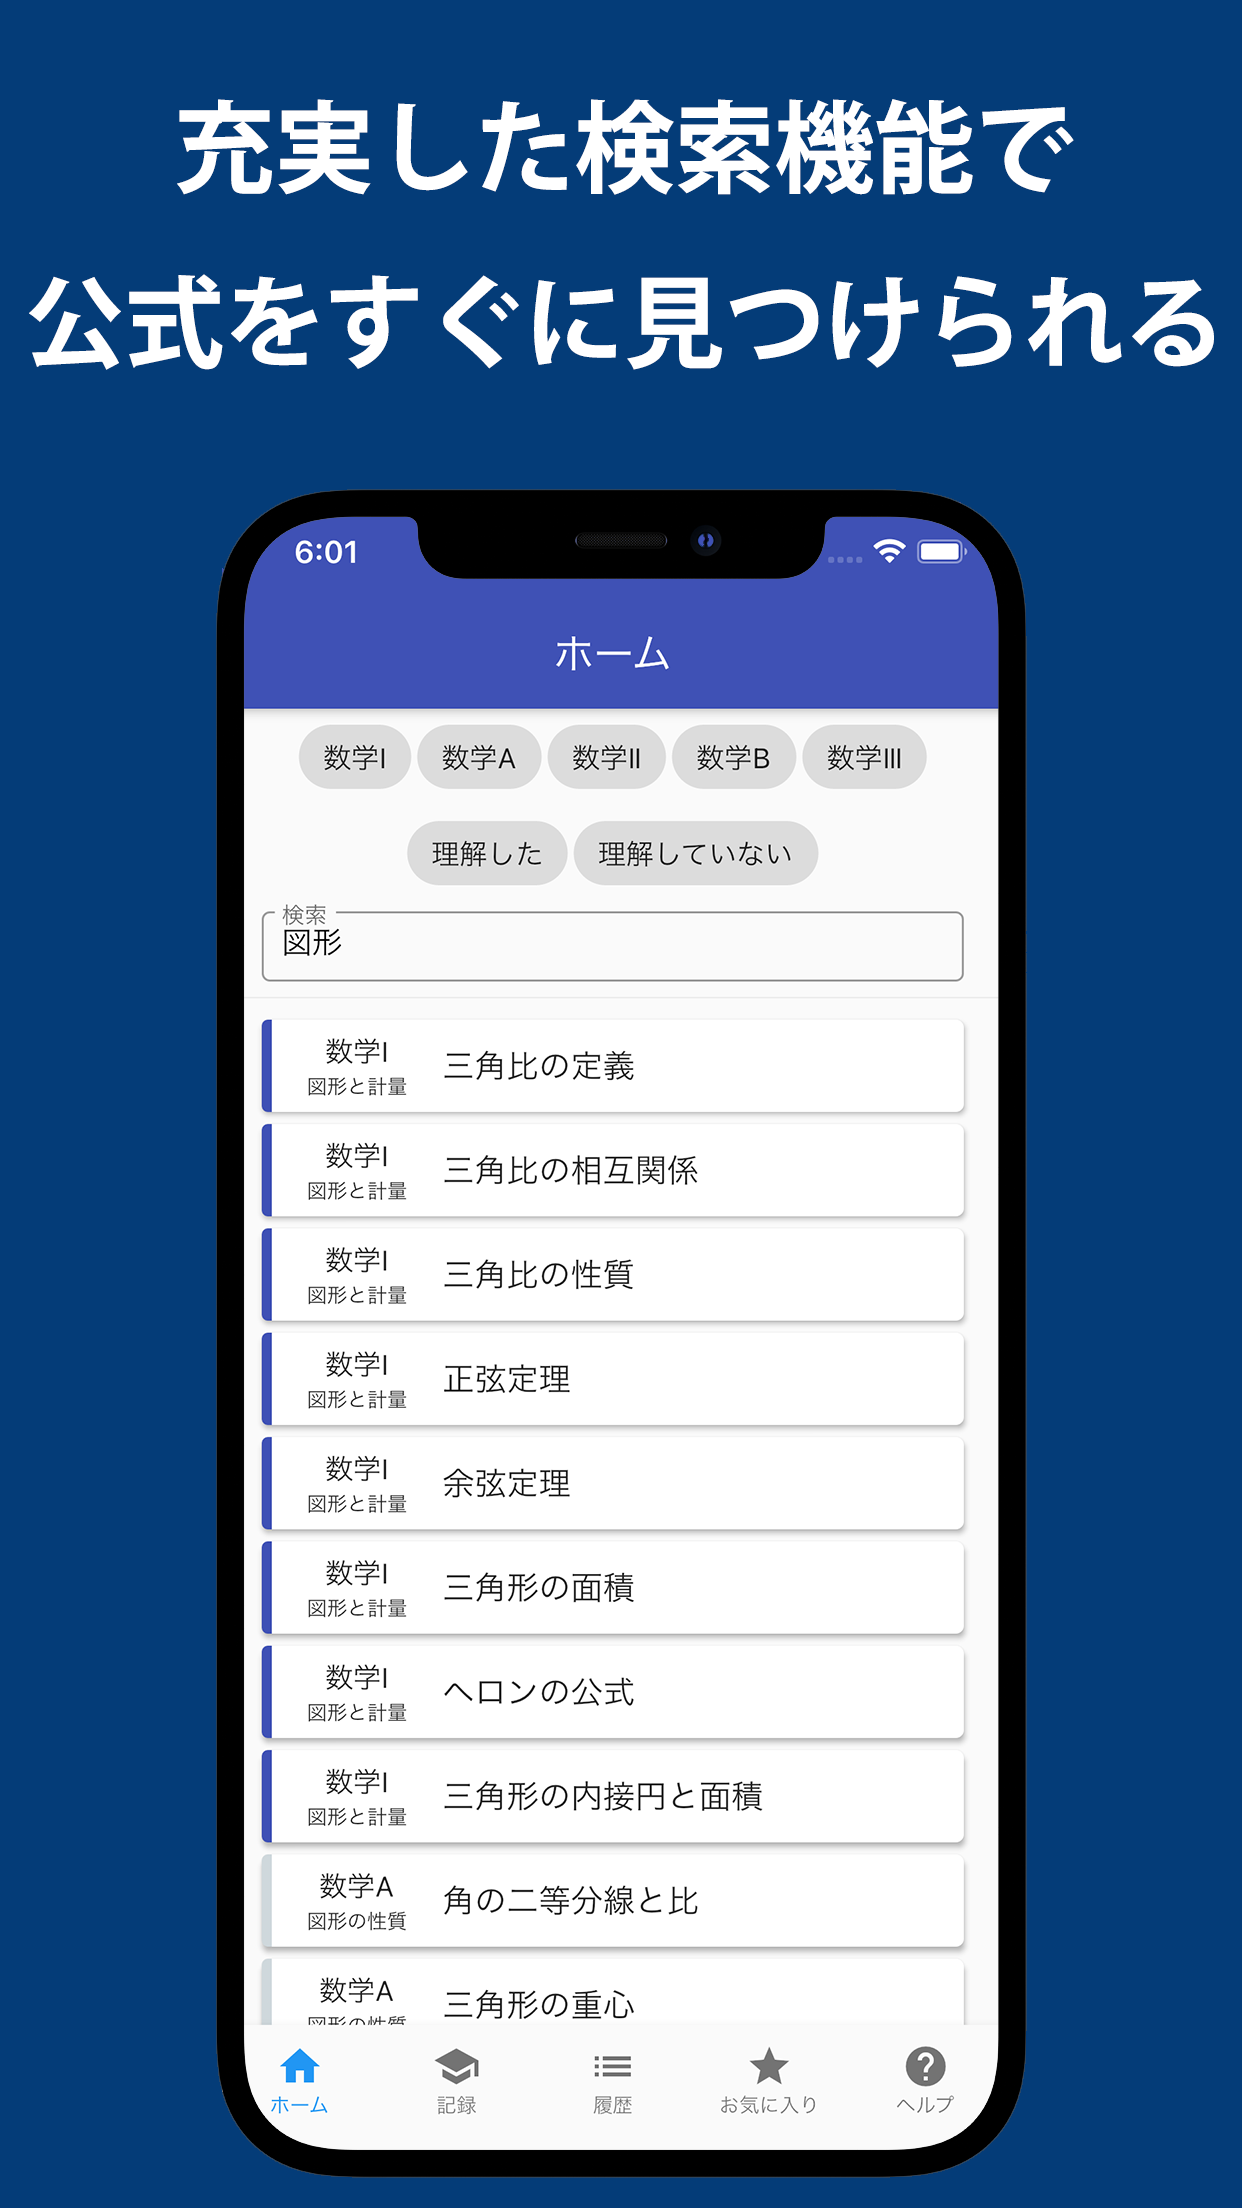 充実した検索機能で
公式をすぐに見つけられる
6:01
ホーム
数学I 数学A 数学II 数学B 数学III
理解した 理解していない
検索
図形
数学I
図形と計量
三角比の定義
数学I
図形と計量
三角比の相互関係
数学I
図形と計量
三角比の性質
数学I
図形と計量
正弦定理
数学I
図形と計量
余弦定理
数学I
図形と計量
三角形の面積
数学I
図形と計量
ヘロンの公式
数学I
図形と計量
三角形の内接円と面積
数学A
図形の性質
角の二等分線と比
数学A
図形の性質
三角形の重心
ホーム 記録 履歴 お気に入り ヘルプ